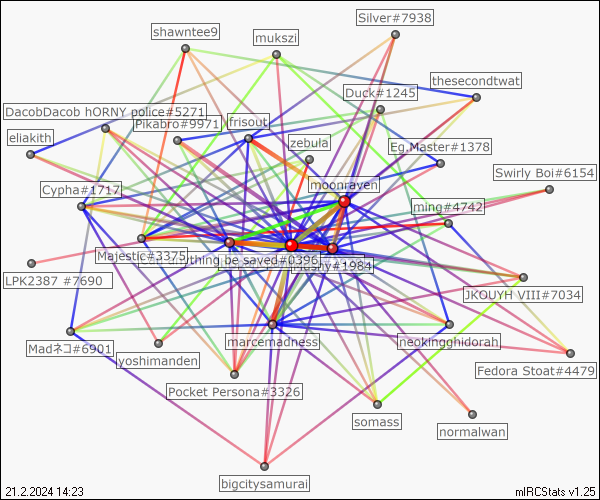 Silver#7938
shawntee9
mukszi
thesecondtwat
Duck#1245
DacobDacob hORNY police#5271
Pikabro#9971
frisout
eliakith
zebula
Eg.Master#1378
Swirly Boi#6154
moonraven
Cypha#1717
ming#4742
Majestic#3375
ything be saved#0396
#1984
LPK2387 #7690
JKOUYH VIII#7034
marcemadness
neokingghidorah
Madネコ#6901
yoshimanden
Fedora Stoat#4479
Pocket Persona#3326
somass
normalwan
bigcitysamurai
21.2.2024 14:23
mIRCStats v1.25